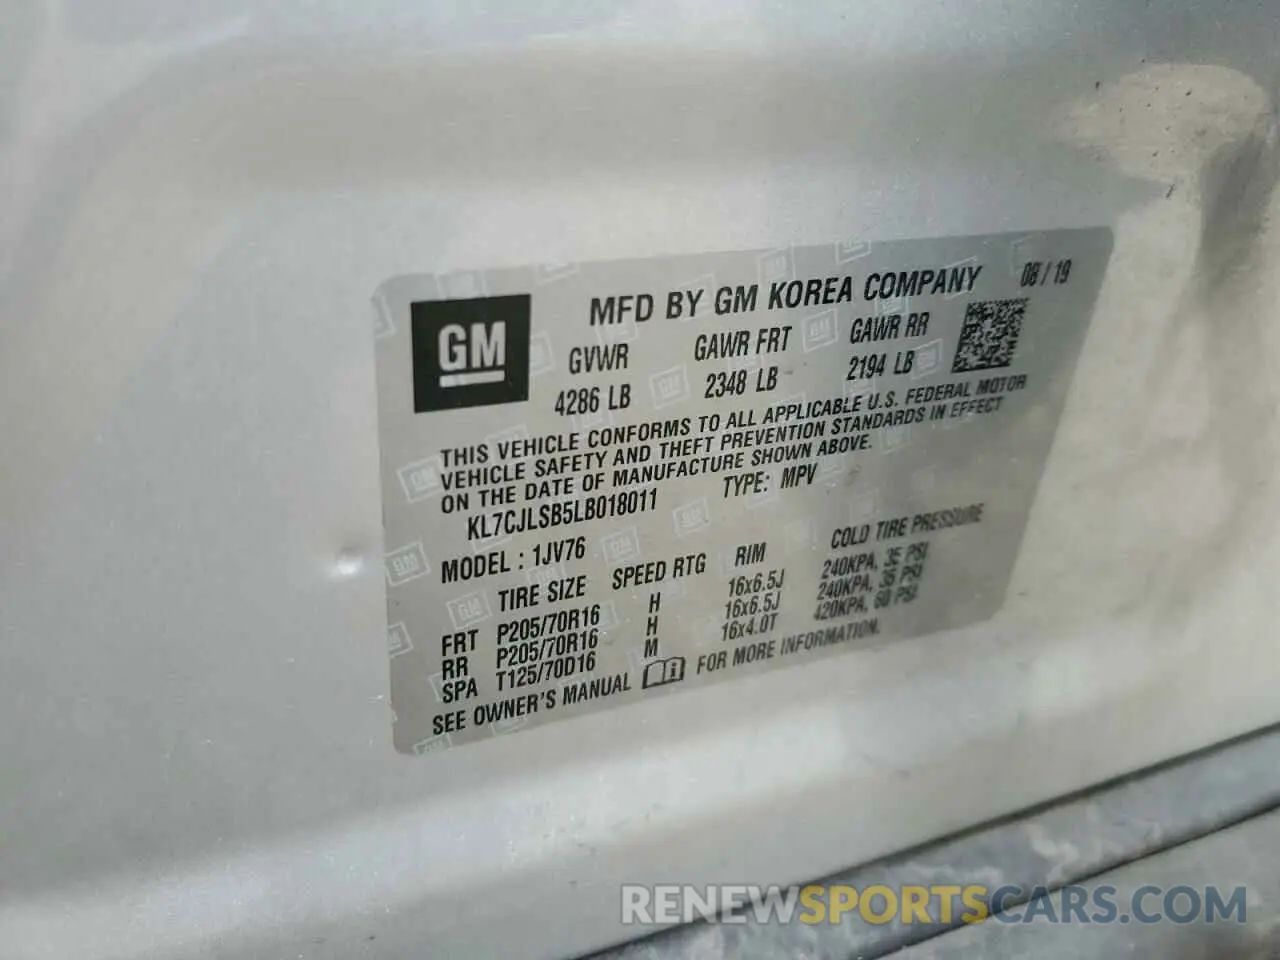 GM
MFD BY GM KOREA COMPANY 08 / 19
GVWR GAWR FRT GAWR RR
4286 LB 2348 LB 2194 LB
THIS VEHICLE CONFORMS TO ALL APPLICABLE U.S. FEDERAL MOTOR
VEHICLE SAFETY AND THEFT PREVENTION STANDARDS IN EFFECT
ON THE DATE OF MANUFACTURE SHOWN ABOVE.
KL7CJLSB5LB018011 TYPE: MPV
MODEL : 1JV76
TIRE SIZE SPEED RTG RIM COLD TIRE PRESSURE
FRT P205/70R16 H 16x6.5J 240KPA, 35 PSI
RR P205/70R16 H 16x6.5J 240KPA, 35 PSI
SPA T125/70D16 M 16x4.0T 420KPA, 60 PSI
SEE OWNER'S MANUAL FOR MORE INFORMATION.
RENEWSPORTSCARS.COM